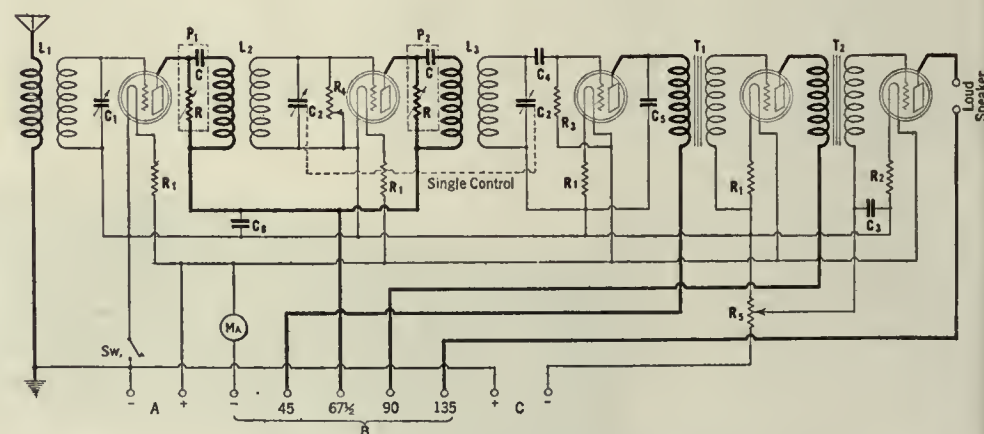 L1 P1 L2 P2 L3 T1 T2
C C C4
C1 R C2 R4 R C2 R3 C5
Loud Speaker
R1 R1 Single Control R1 R1 R2
C8 C3
R5
MA
Sw.
- A + - 45 67½ 90 135 + C -
B